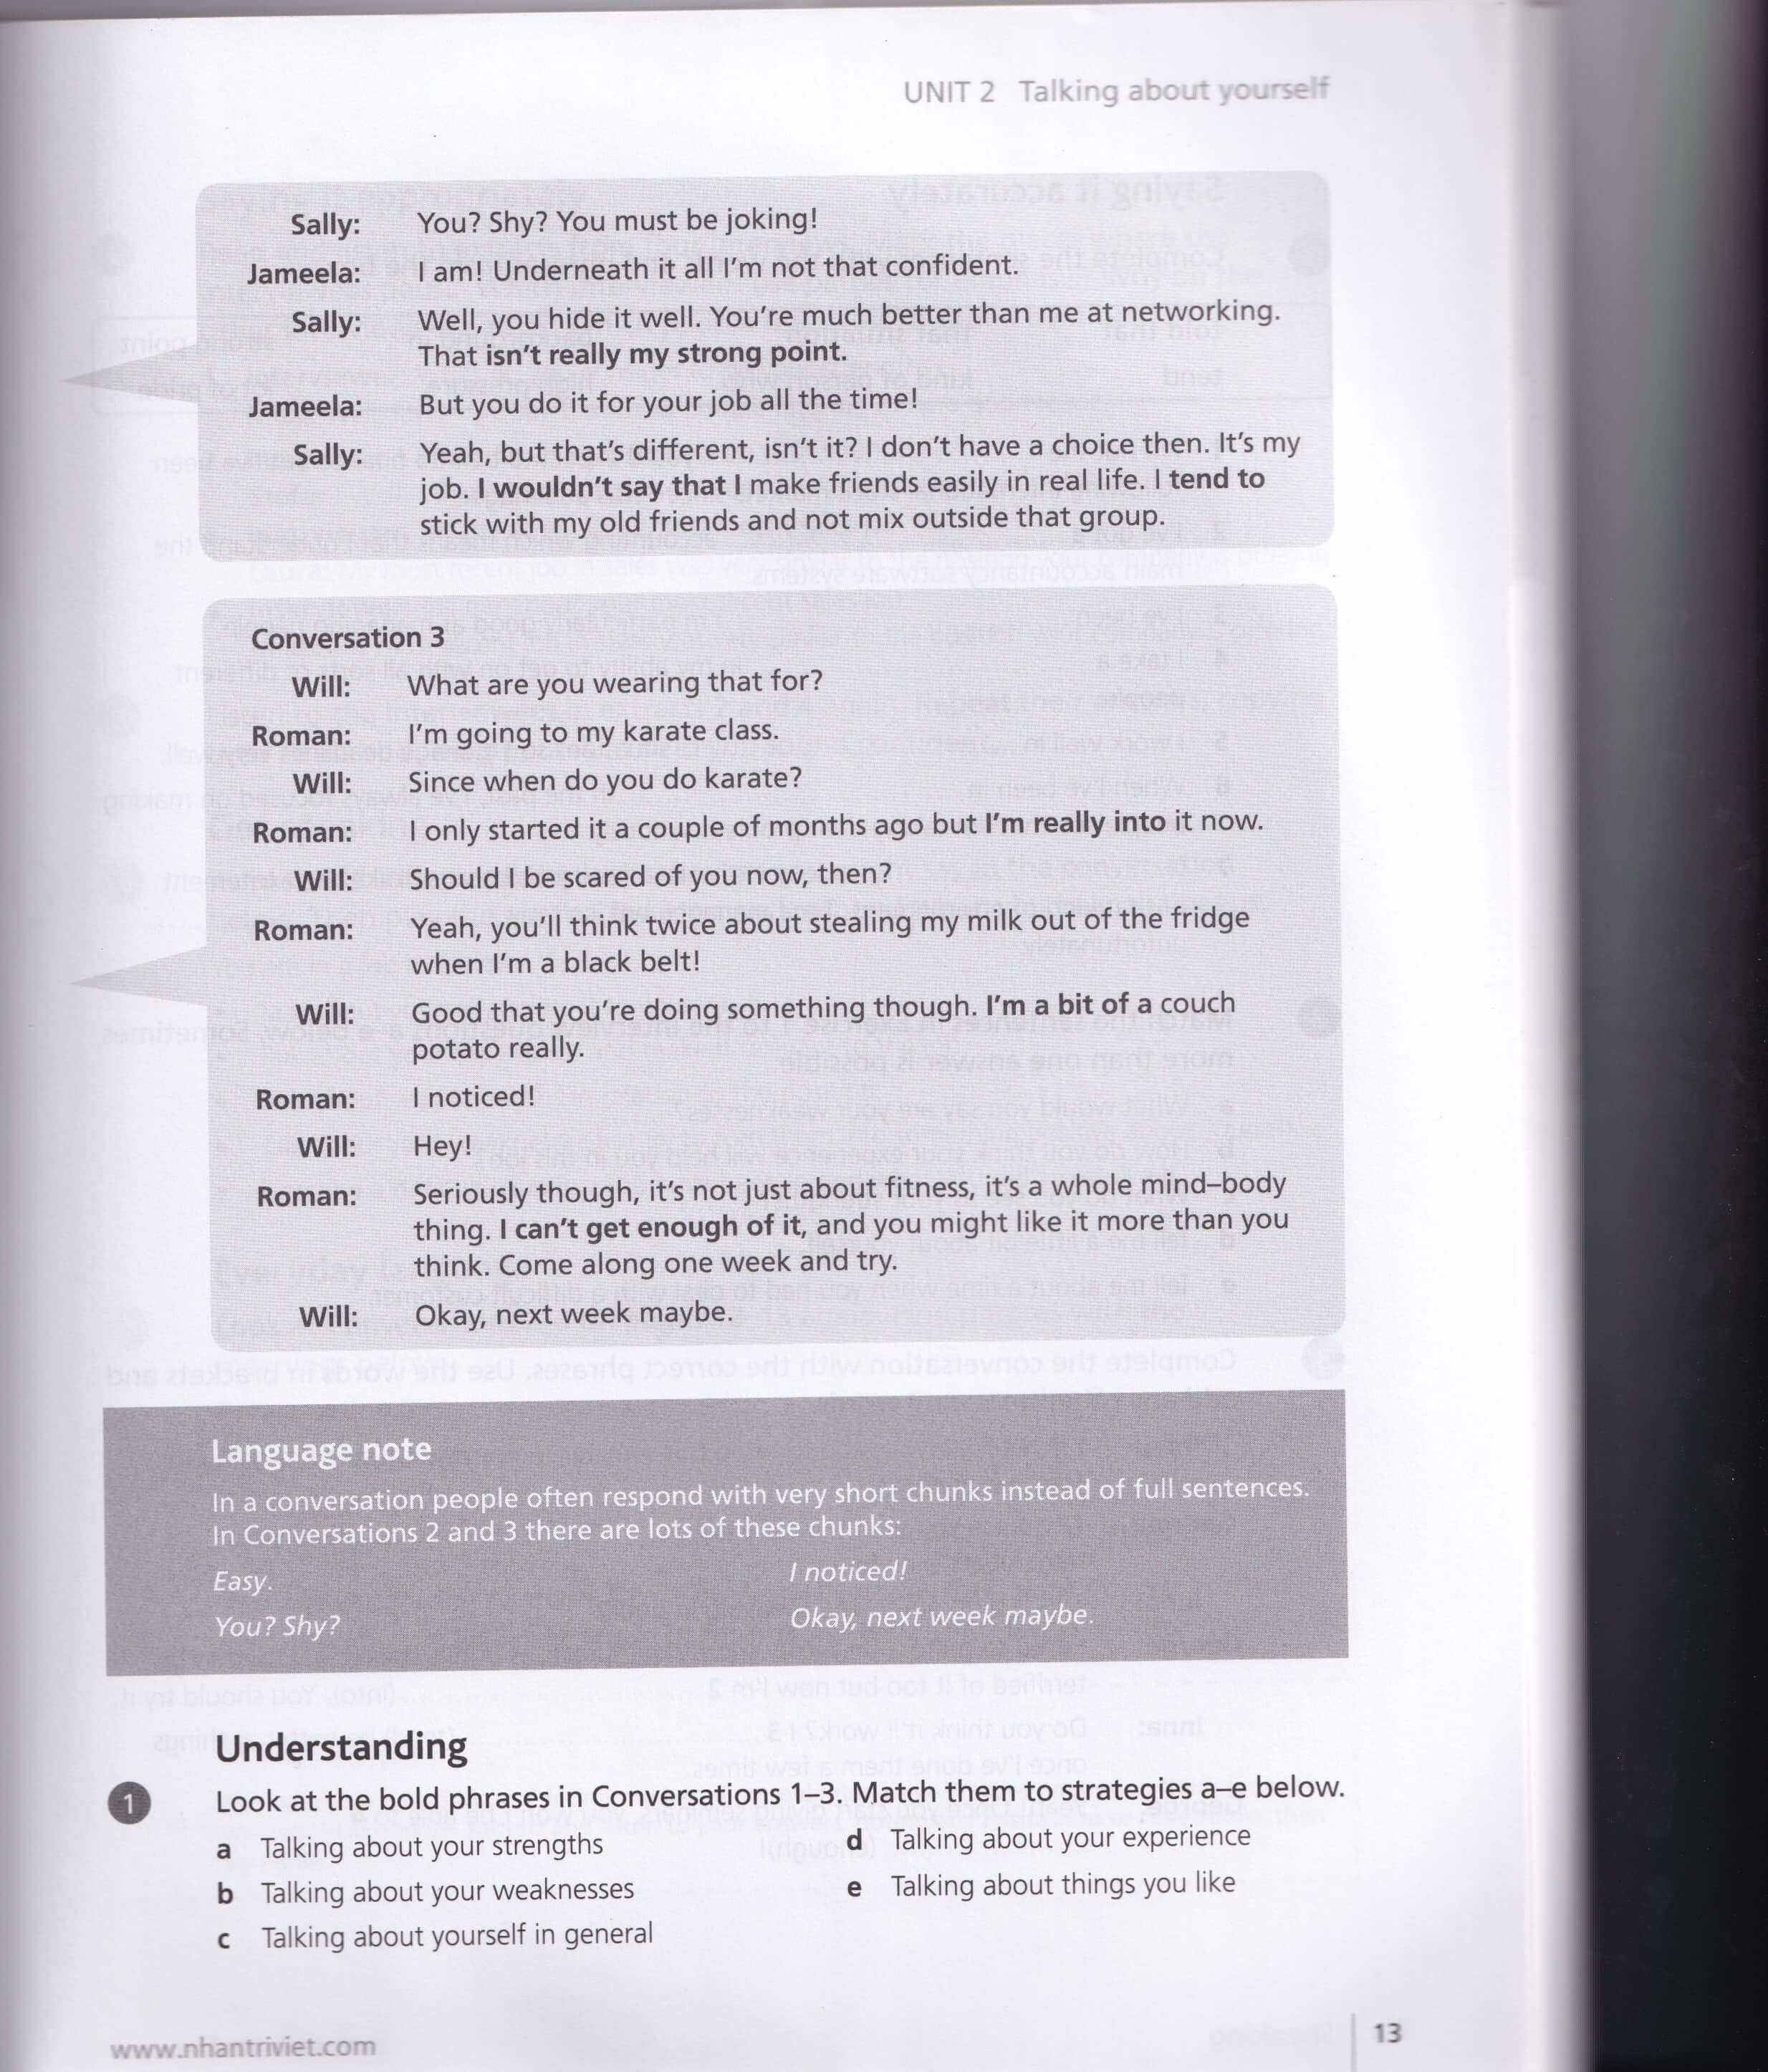 UNIT 2 Talking about yourself
Sally: You? Shy? You must be joking!
Jameela: I am! Underneath it all I'm not that confident.
Sally: Well, you hide it well. You're much better than me at networking.
That isn't really my strong point.
Jameela: But you do it for your job all the time!
Sally: Yeah, but that's different, isn't it? I don't have a choice then. It's my
job. I wouldn't say that I make friends easily in real life. I tend to
stick with my old friends and not mix outside that group.
Conversation 3
Will: What are you wearing that for?
Roman: I'm going to my karate class.
Will: Since when do you do karate?
Roman: I only started it a couple of months ago but I'm really into it now.
Will: Should I be scared of you now, then?
Roman: Yeah, you'll think twice about stealing my milk out of the fridge
when I'm a black belt!
Will: Good that you're doing something though. I'm a bit of a couch
potato really.
Roman: I noticed!
Will: Hey!
Roman: Seriously though, it's not just about fitness, it's a whole mind–body
thing. I can't get enough of it, and you might like it more than you
think. Come along one week and try.
Will: Okay, next week maybe.
Language note
In a conversation people often respond with very short chunks instead of full sentences.
In Conversations 2 and 3 there are lots of these chunks:
Easy. I noticed!
You? Shy? Okay, next week maybe.
Understanding
1 Look at the bold phrases in Conversations 1–3. Match them to strategies a–e below.
a Talking about your strengths
b Talking about your weaknesses
c Talking about yourself in general
d Talking about your experience
e Talking about things you like
www.nhantriviet.com
13